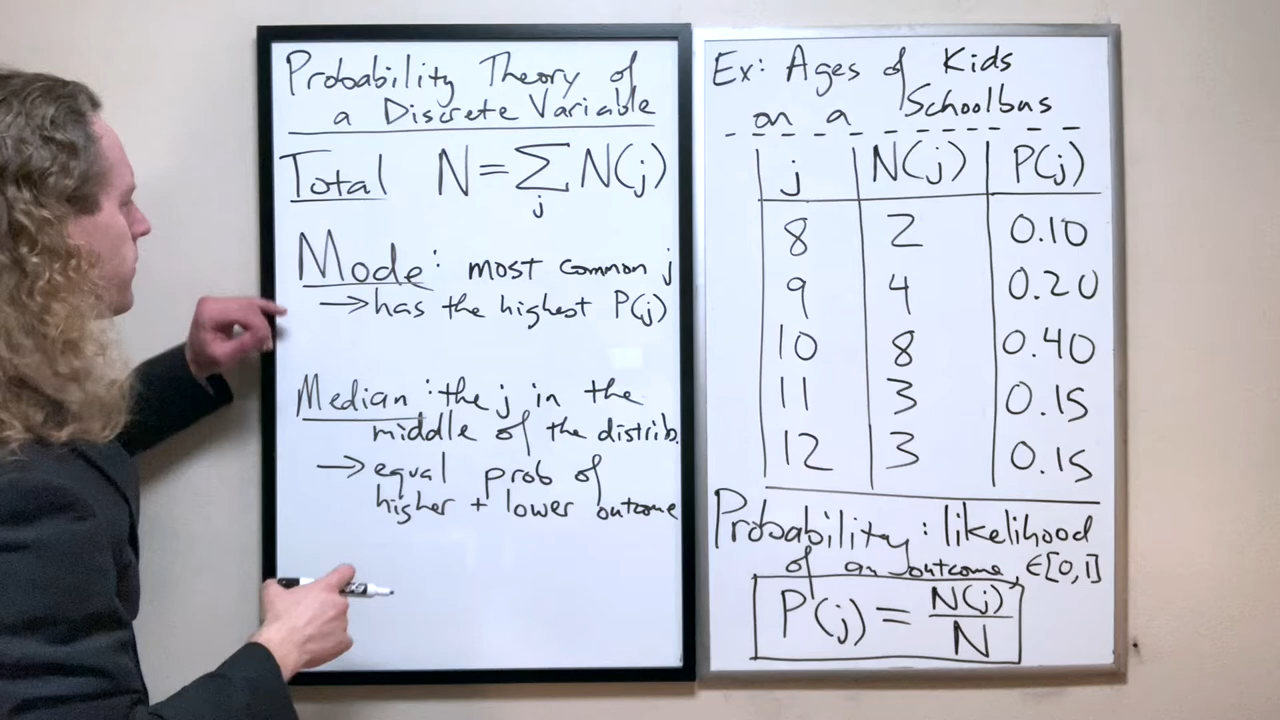 Probability Theory of
a Discrete Variable
Total N = ∑ N(j)
j
Mode: most common j
→ has the highest P(j)
Median: the j in the
middle of the distrib.
→ equal prob of
higher + lower outcome
Ex: Ages of Kids
on a Schoolbus
j N(j) P(j)
8 2 0.10
9 4 0.20
10 8 0.40
11 3 0.15
12 3 0.15
Probability: likelihood
of an outcome, ∈[0,1]
P(j) = N(j)/N